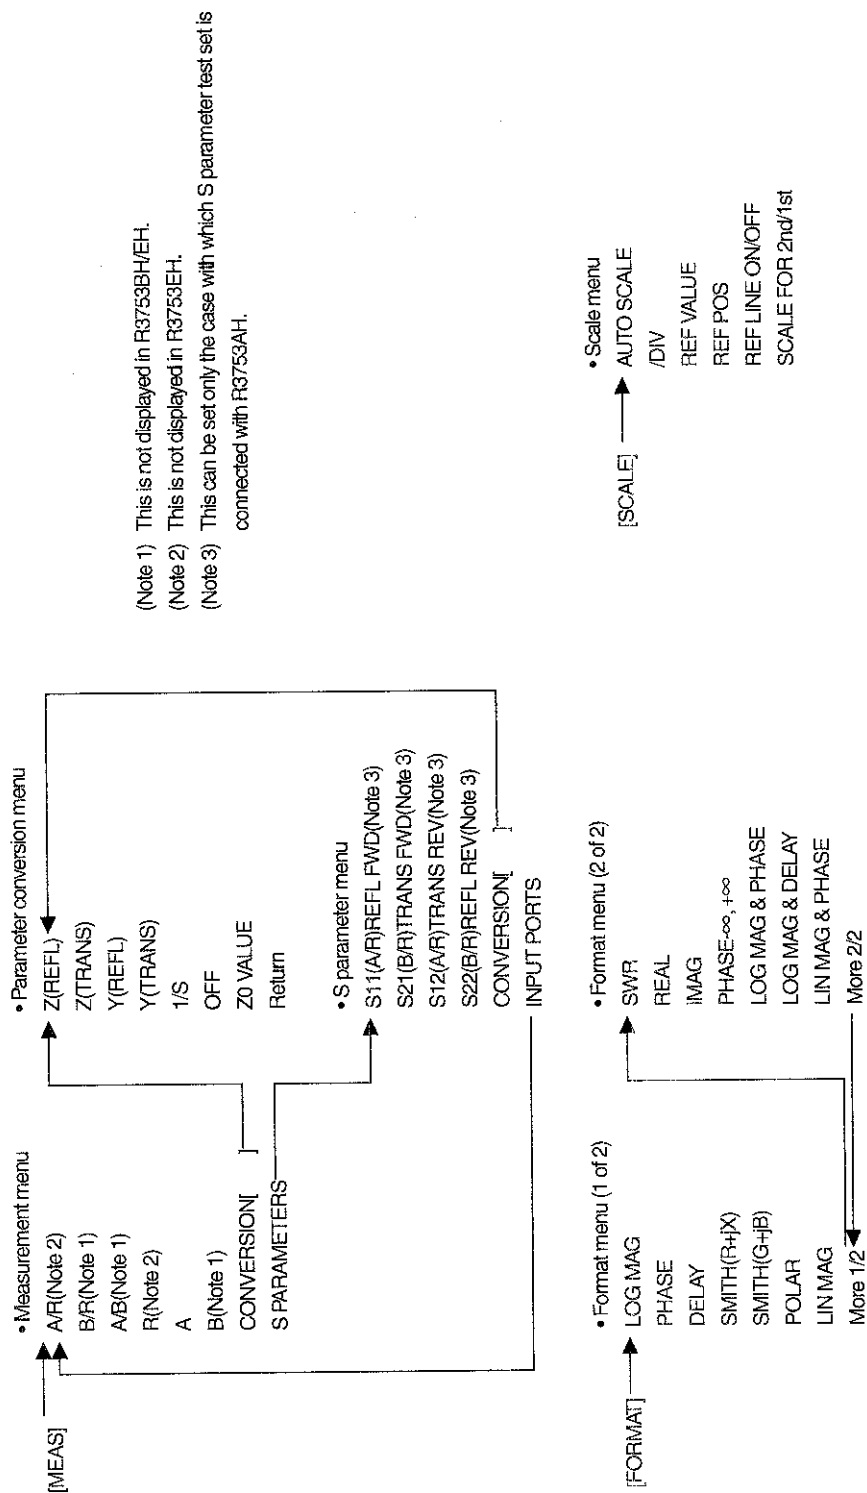 [MEAS]
• Measurement menu
A/R(Note 2)
B/R(Note 1)
A/B(Note 1)
R(Note 2)
A
B(Note 1)
CONVERSION[ ]
S PARAMETERS
• Parameter conversion menu
Z(REFL)
Z(TRANS)
Y(REFL)
Y(TRANS)
1/S
OFF
Z0 VALUE
Return
• S parameter menu
S11(A/R)REFL FWD(Note 3)
S21(B/R)TRANS FWD(Note 3)
S12(A/R)TRANS REV(Note 3)
S22(B/R)REFL REV(Note 3)
CONVERSION[ ]
INPUT PORTS
(Note 1) This is not displayed in R3753BH/EH.
(Note 2) This is not displayed in R3753EH.
(Note 3) This can be set only the case with which S parameter test set is
connected with R3753AH.
[FORMAT]
• Format menu (1 of 2)
LOG MAG
PHASE
DELAY
SMITH(R+jX)
SMITH(G+jB)
POLAR
LIN MAG
More 1/2
• Format menu (2 of 2)
SWR
REAL
IMAG
PHASE-∞, +∞
LOG MAG & PHASE
LOG MAG & DELAY
LIN MAG & PHASE
More 2/2
[SCALE]
• Scale menu
AUTO SCALE
/DIV
REF VALUE
REF POS
REF LINE ON/OFF
SCALE FOR 2nd/1st